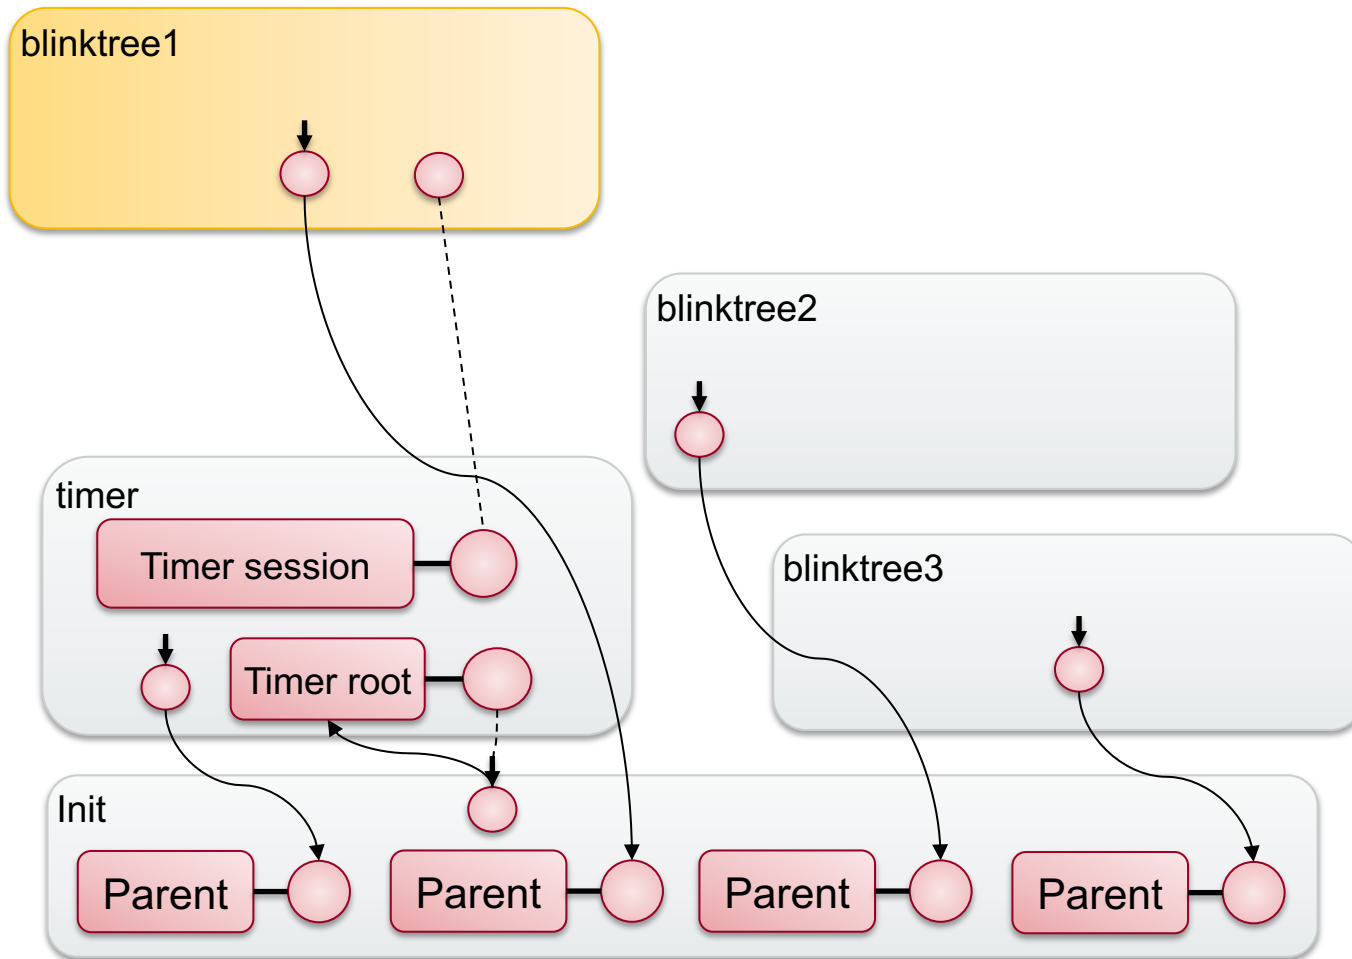 blinktree1
blinktree2
timer
Timer session
blinktree3
Timer root
Init
Parent
Parent
Parent
Parent